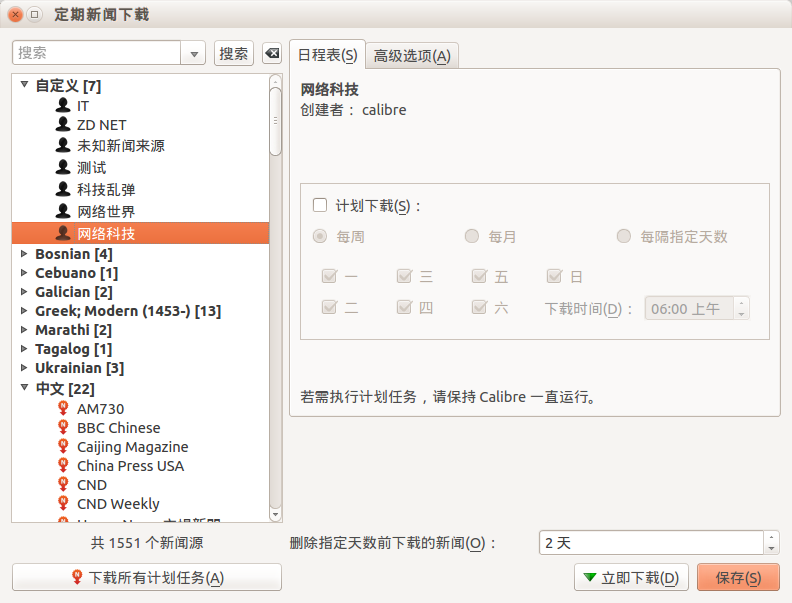 定期新闻下载
搜索
搜索
日程表(S)
高级选项(A)
自定义 [7]
IT
ZD NET
未知新闻来源
测试
科技乱弹
网络世界
网络科技
Bosnian [4]
Cebuano [1]
Galician [2]
Greek; Modern (1453-) [13]
Marathi [2]
Tagalog [1]
Ukrainian [3]
中文 [22]
AM730
BBC Chinese
Caijing Magazine
China Press USA
CND
CND Weekly
共 1551 个新闻源
下载所有计划任务(A)
网络科技
创建者： calibre
计划下载(S)：
每周
每月
每隔指定天数
一
三
五
日
二
四
六
下载时间(D)：
06:00 上午
若需执行计划任务，请保持 Calibre 一直运行。
删除指定天数前下载的新闻(O)：
2 天
立即下载(D)
保存(S)